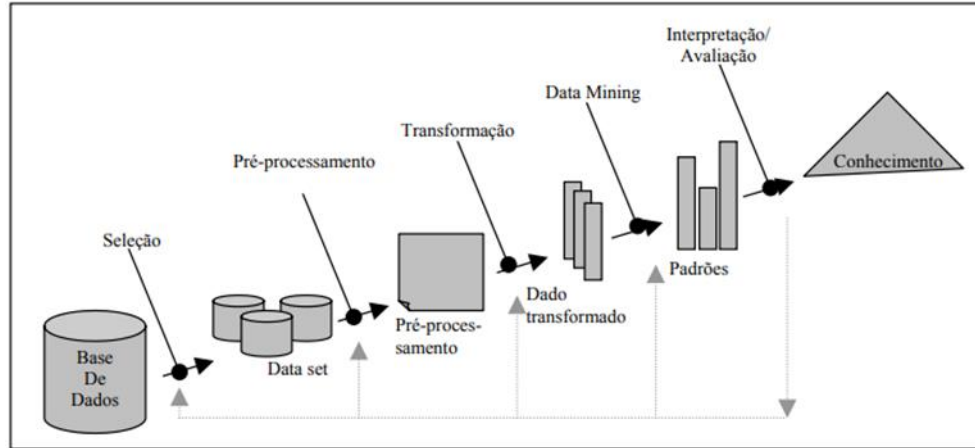 Interpretação/
Avaliação
Data Mining
Transformação
Conhecimento
Pré-processamento
Seleção
Padrões
Dado
transformado
Pré-proces-
samento
Data set
Base
De
Dados